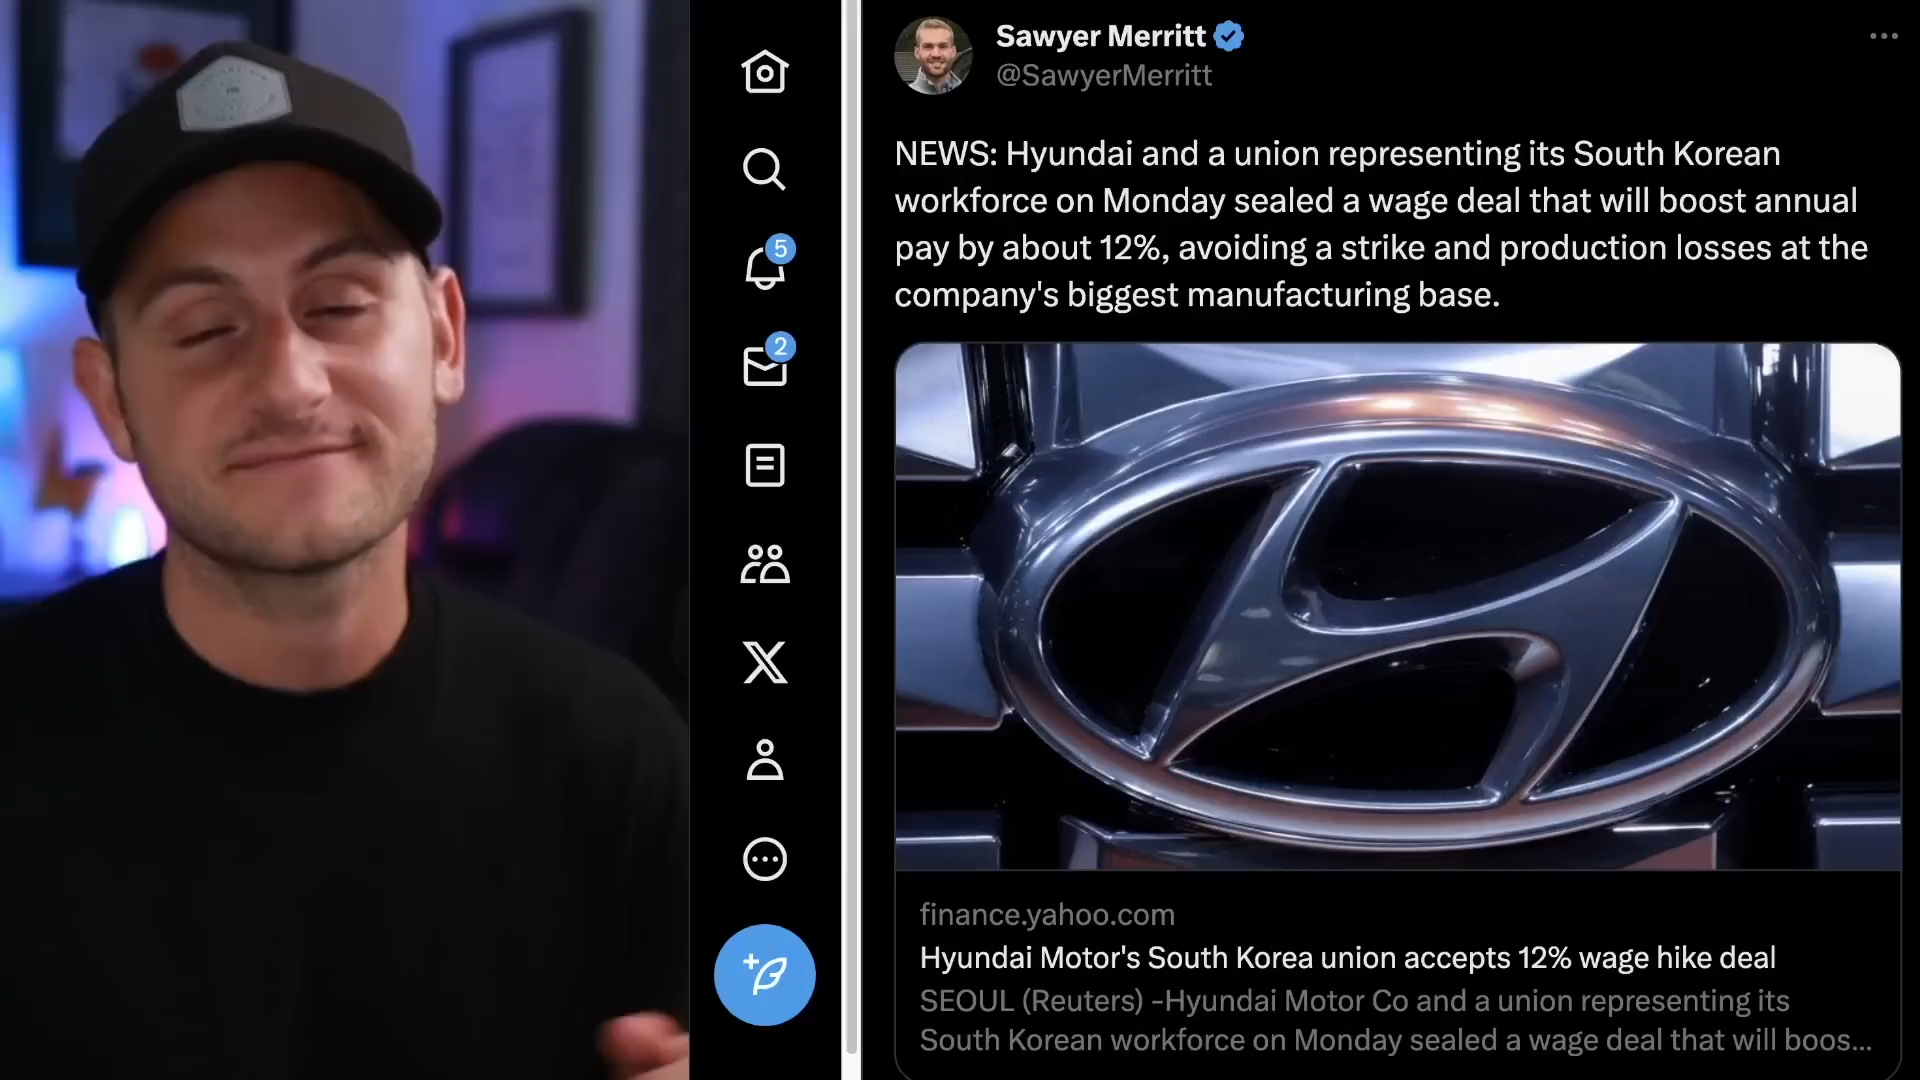 Sawyer Merritt
@SawyerMerritt
NEWS: Hyundai and a union representing its South Korean
workforce on Monday sealed a wage deal that will boost annual
pay by about 12%, avoiding a strike and production losses at the
company's biggest manufacturing base.
5
2
finance.yahoo.com
Hyundai Motor's South Korea union accepts 12% wage hike deal
SEOUL (Reuters) -Hyundai Motor Co and a union representing its
South Korean workforce on Monday sealed a wage deal that will boos...